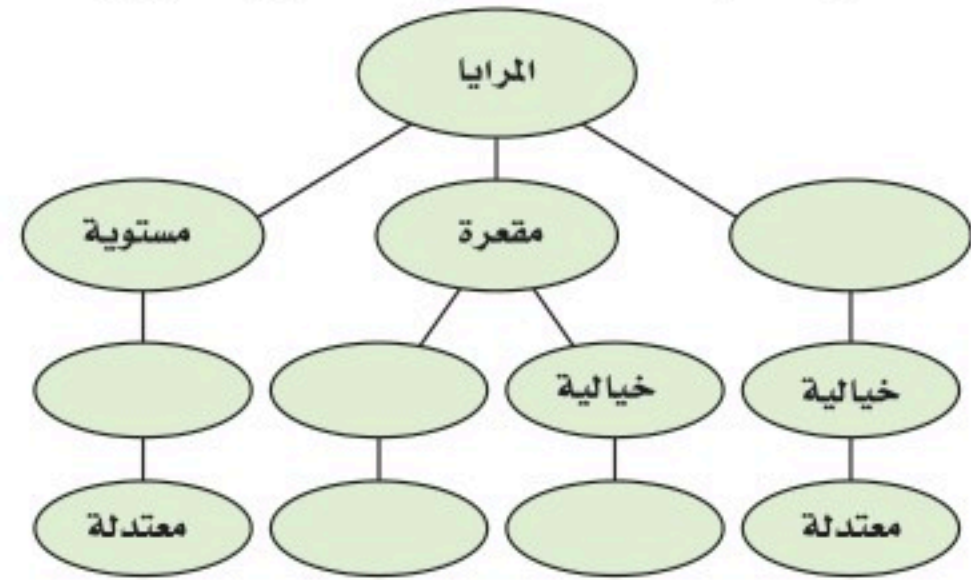 المرايا
مقعرة
مستوية
خيالية
خيالية
معتدلة
معتدلة